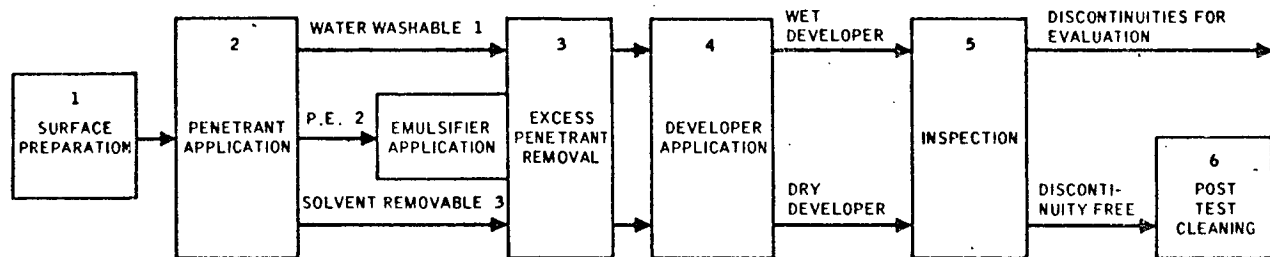 1
SURFACE
PREPARATION
2
PENETRANT
APPLICATION
WATER WASHABLE 1
P.E. 2
EMULSIFIER
APPLICATION
SOLVENT REMOVABLE 3
3
EXCESS
PENETRANT
REMOVAL
4
DEVELOPER
APPLICATION
WET
DEVELOPER
DRY
DEVELOPER
5
INSPECTION
DISCONTINUITIES FOR
EVALUATION
DISCONTI-
NUITY FREE
6
POST
TEST
CLEANING